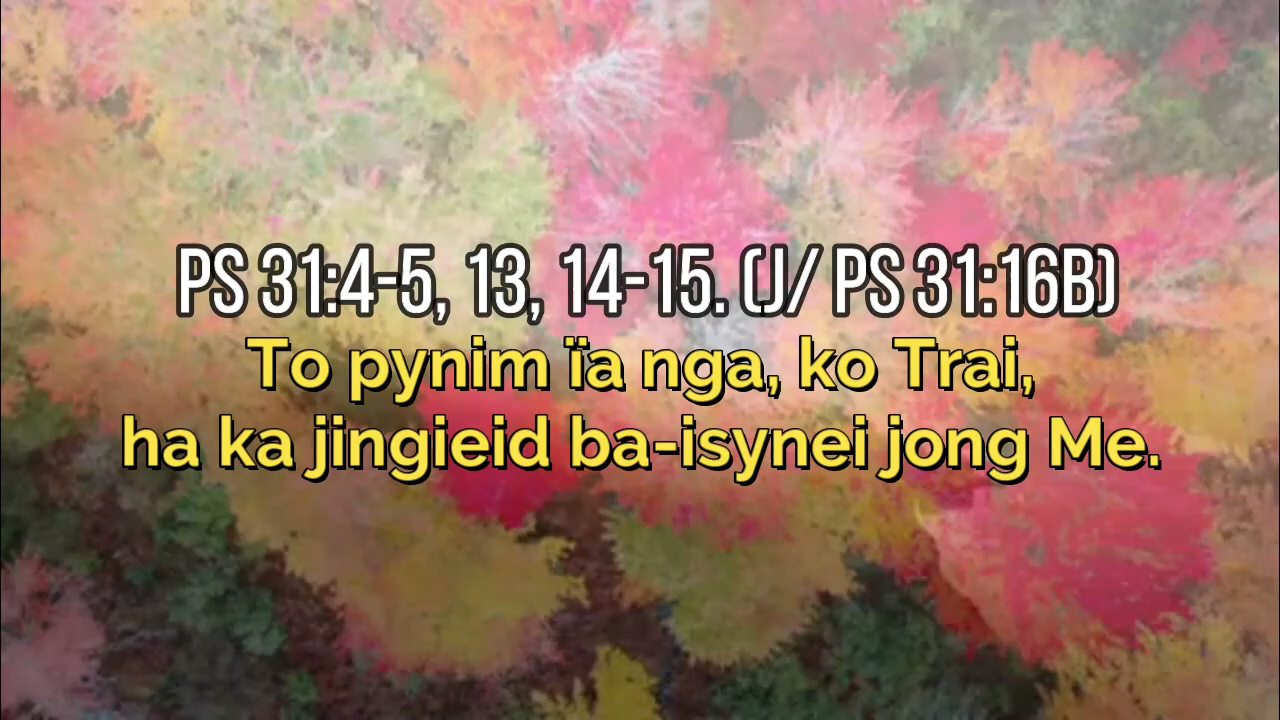 PS 31:4-5, 13, 14-15. (J/ PS 31:16B)
To pynim ïa nga, ko Trai,
ha ka jingieid ba-isynei jong Me.